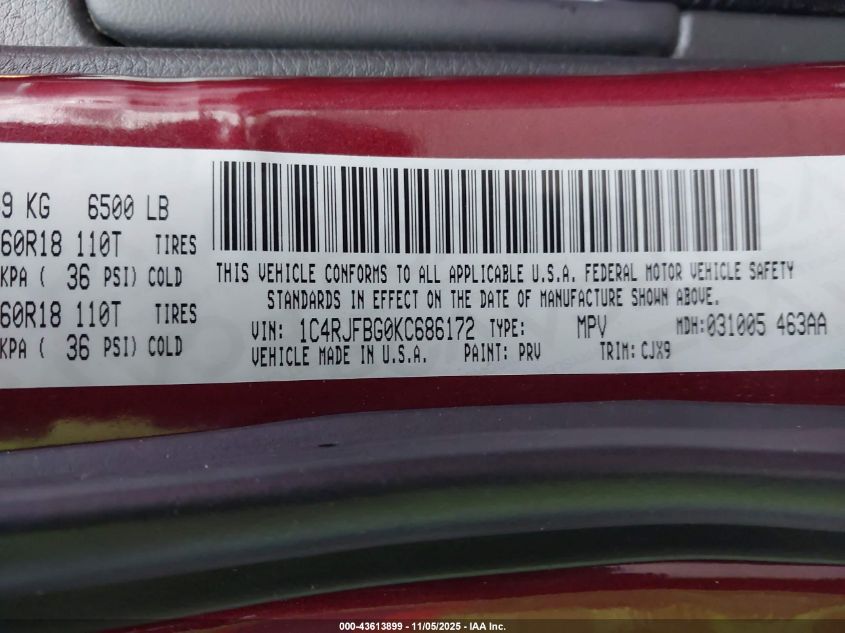 9 KG 6500 LB
60R18 110T TIRES
KPA ( 36 PSI) COLD
60R18 110T TIRES
KPA ( 36 PSI) COLD
THIS VEHICLE CONFORMS TO ALL APPLICABLE U.S.A. FEDERAL MOTOR VEHICLE SAFETY
STANDARDS IN EFFECT ON THE DATE OF MANUFACTURE SHOWN ABOVE.
VIN: 1C4RJFBG0KC686172 TYPE: MPV MDH:031005 463AA
VEHICLE MADE IN U.S.A. PAINT: PRV TRIM: CJX9
000-43613899 - 11/05/2025 - IAA Inc.